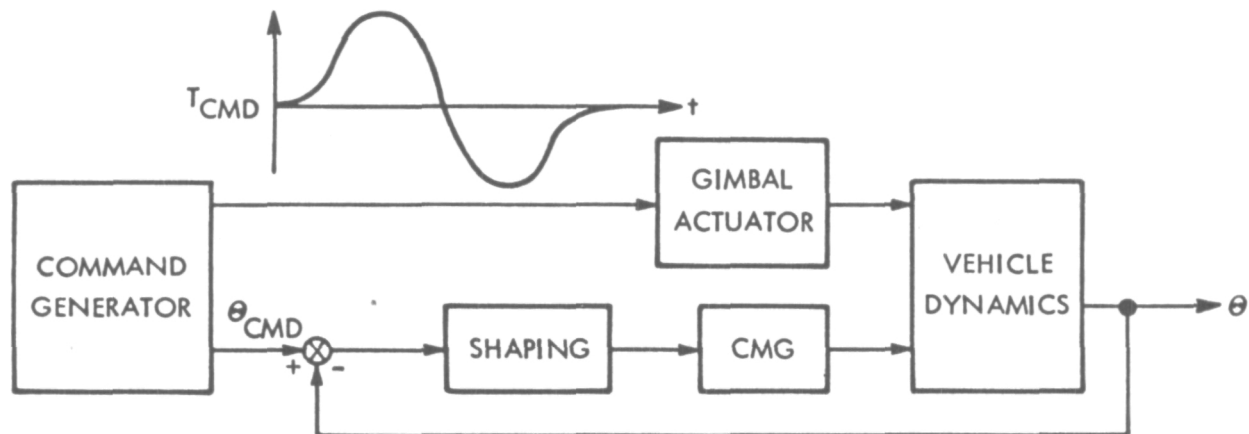 T_CMD
t
GIMBAL
ACTUATOR
COMMAND
GENERATOR
VEHICLE
DYNAMICS
Θ_CMD
+
-
SHAPING
CMG
Θ